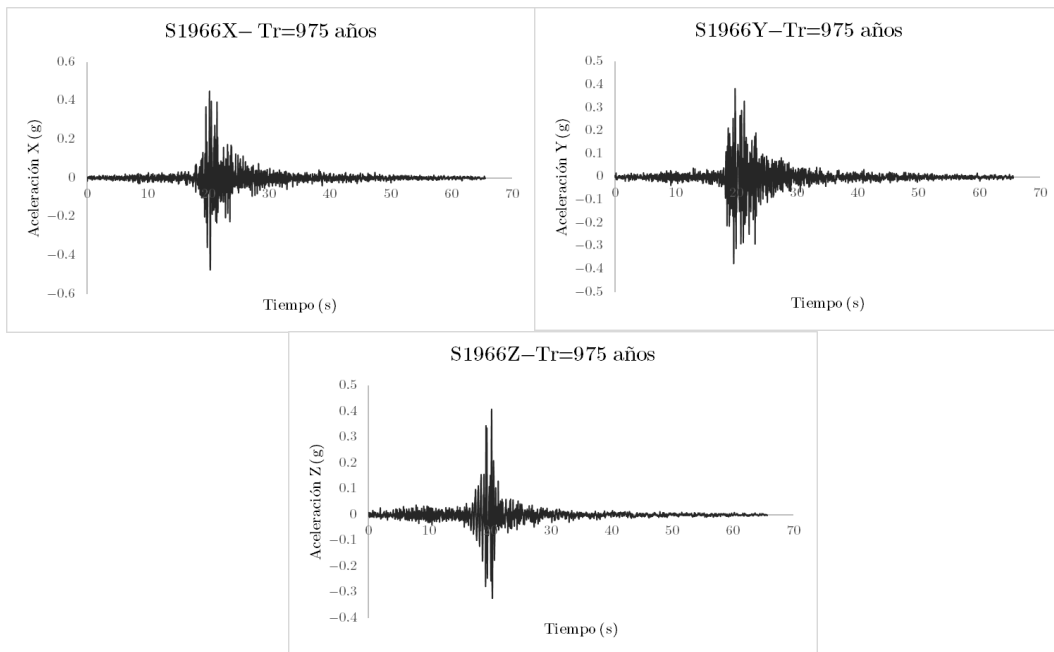 S1966X− Tr=975 años
Aceleración X (g)
0.6
0.4
0.2
0
−0.2
−0.4
−0.6
0 10 20 30 40 50 60 70
Tiempo (s)
S1966Y−Tr=975 años
Aceleración Y (g)
0.5
0.4
0.3
0.2
0.1
0
−0.1
−0.2
−0.3
−0.4
−0.5
0 10 20 30 40 50 60 70
Tiempo (s)
S1966Z−Tr=975 años
Aceleración Z (g)
0.5
0.4
0.3
0.2
0.1
0
−0.1
−0.2
−0.3
−0.4
0 10 20 30 40 50 60 70
Tiempo (s)